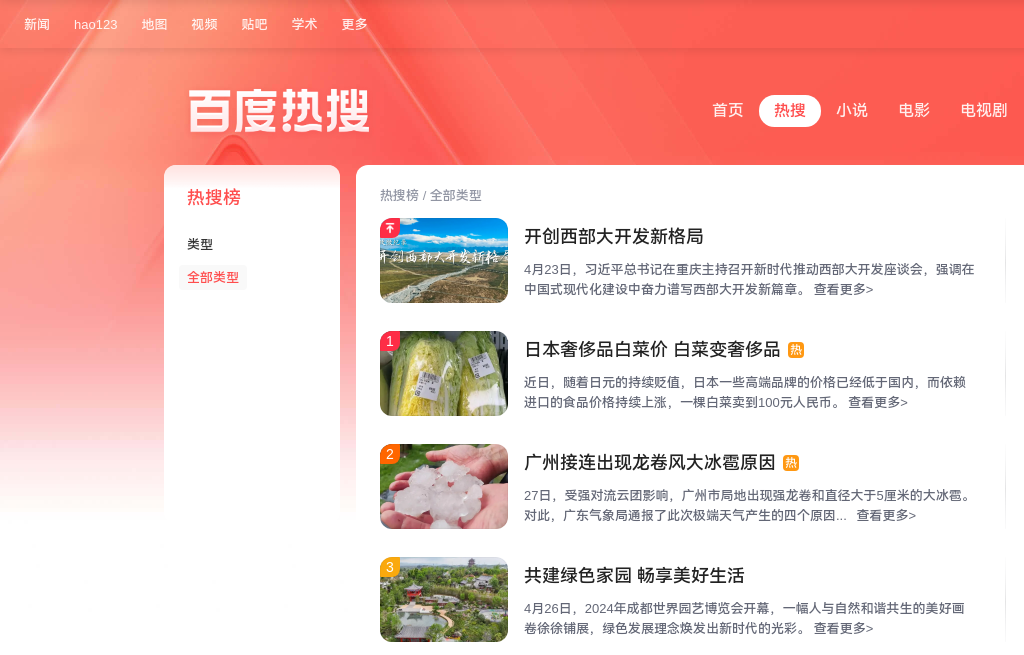 新闻 hao123 地图 视频 贴吧 学术 更多
百度热搜
首页 热搜 小说 电影 电视剧
热搜榜
类型
全部类型
热搜榜 / 全部类型
开创西部大开发新格局
开创西部大开发新格局
4月23日，习近平总书记在重庆主持召开新时代推动西部大开发座谈会，强调在
中国式现代化建设中奋力谱写西部大开发新篇章。 查看更多>
1
日本奢侈品白菜价 白菜变奢侈品 热
近日，随着日元的持续贬值，日本一些高端品牌的价格已经低于国内，而依赖
进口的食品价格持续上涨，一棵白菜卖到100元人民币。 查看更多>
2
广州接连出现龙卷风大冰雹原因 热
27日，受强对流云团影响，广州市局地出现强龙卷和直径大于5厘米的大冰雹。
对此，广东气象局通报了此次极端天气产生的四个原因... 查看更多>
3
共建绿色家园 畅享美好生活
4月26日，2024年成都世界园艺博览会开幕，一幅人与自然和谐共生的美好画
卷徐徐铺展，绿色发展理念焕发出新时代的光彩。 查看更多>